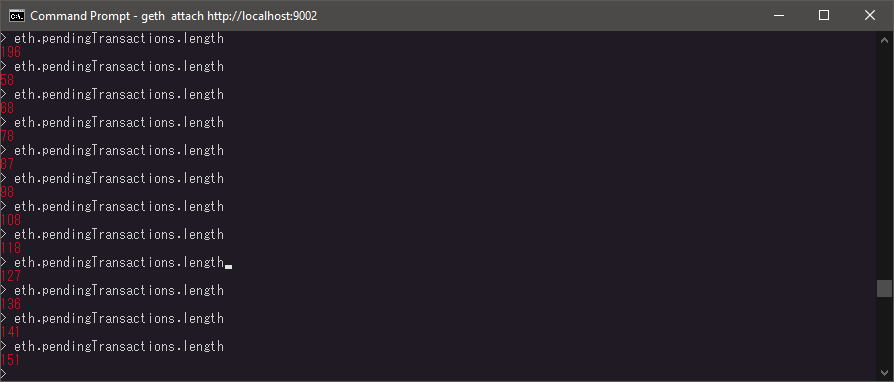 Command Prompt - geth  attach http://localhost:9002
> eth.pendingTransactions.length
196
> eth.pendingTransactions.length
58
> eth.pendingTransactions.length
68
> eth.pendingTransactions.length
78
> eth.pendingTransactions.length
87
> eth.pendingTransactions.length
98
> eth.pendingTransactions.length
108
> eth.pendingTransactions.length
118
> eth.pendingTransactions.length
127
> eth.pendingTransactions.length
136
> eth.pendingTransactions.length
141
> eth.pendingTransactions.length
151
>